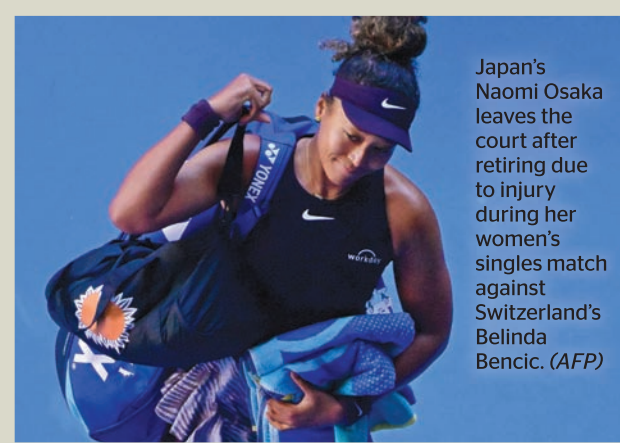 Japan's
Naomi Osaka
leaves the
court after
retiring due
to injury
during her
women's
singles match
against
Switzerland's
Belinda
Bencic. (AFP)
YONEX
workday